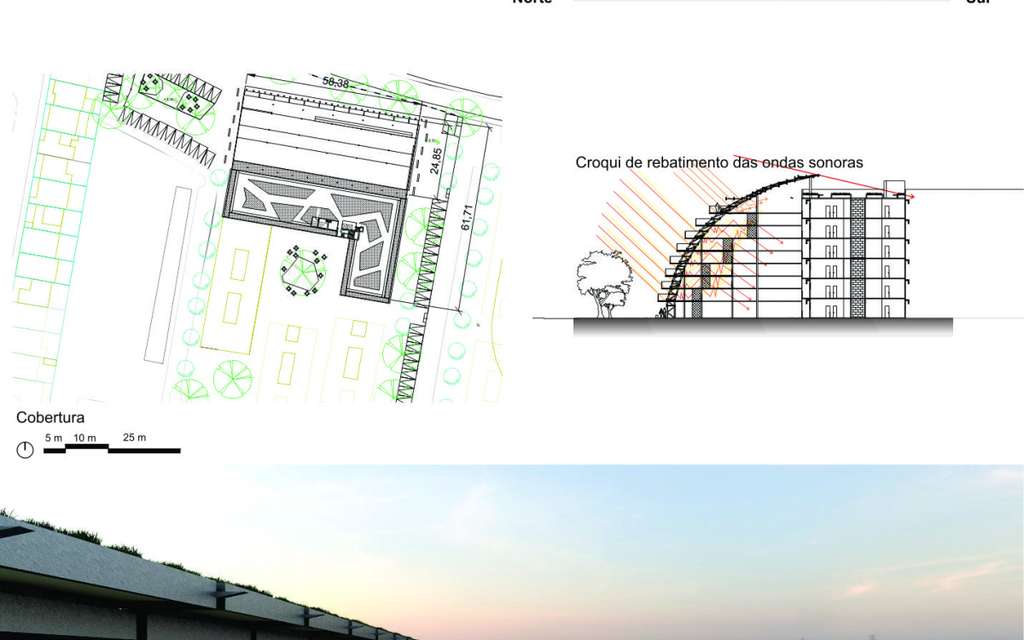 Norte Sul
58,38
24,85
61,71
Croqui de rebatimento das ondas sonoras
Cobertura
5 m 10 m 25 m